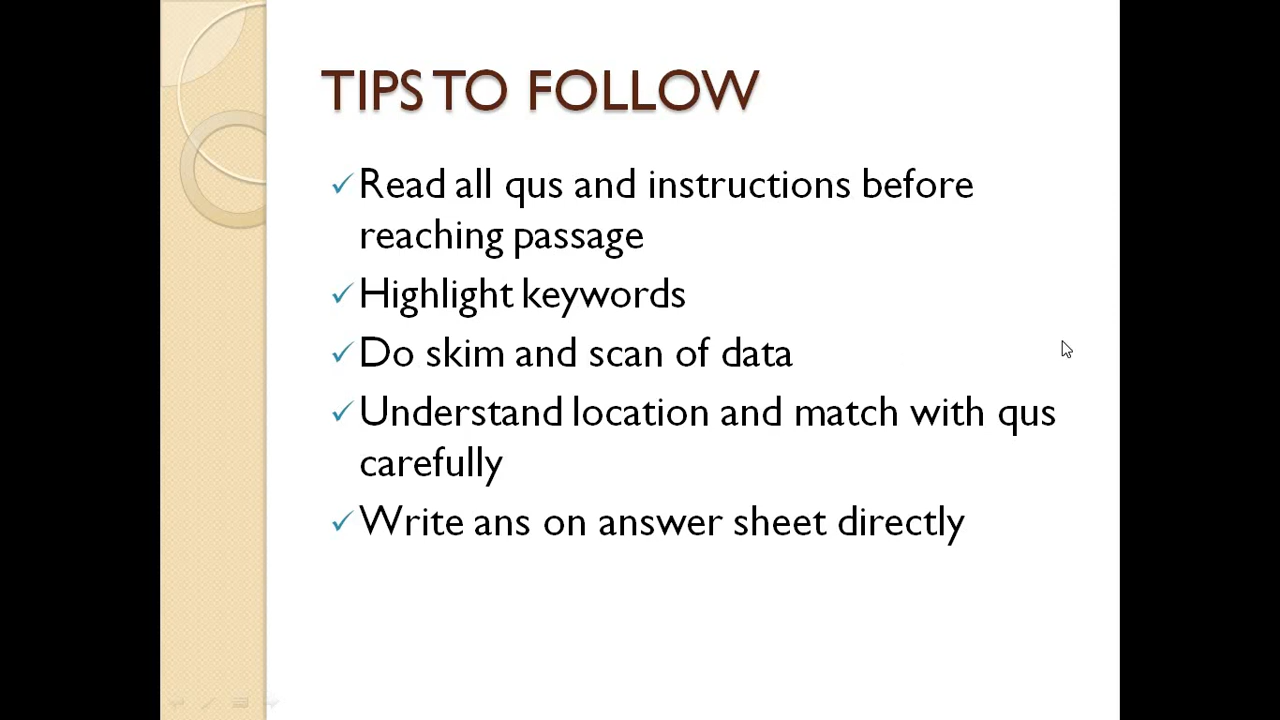 TIPS TO FOLLOW
✓Read all qus and instructions before
reaching passage
✓Highlight keywords
✓Do skim and scan of data
✓Understand location and match with qus
carefully
✓Write ans on answer sheet directly